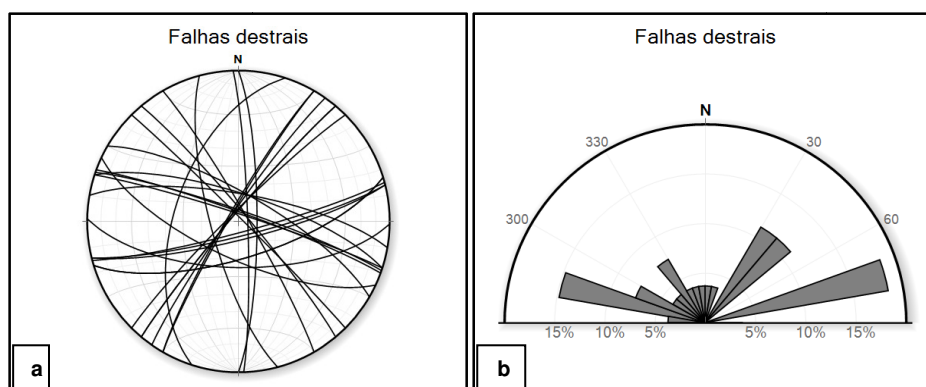 Falhas destrais
N
a
Falhas destrais
N
330
30
300
60
15% 10% 5% 5% 10% 15%
b